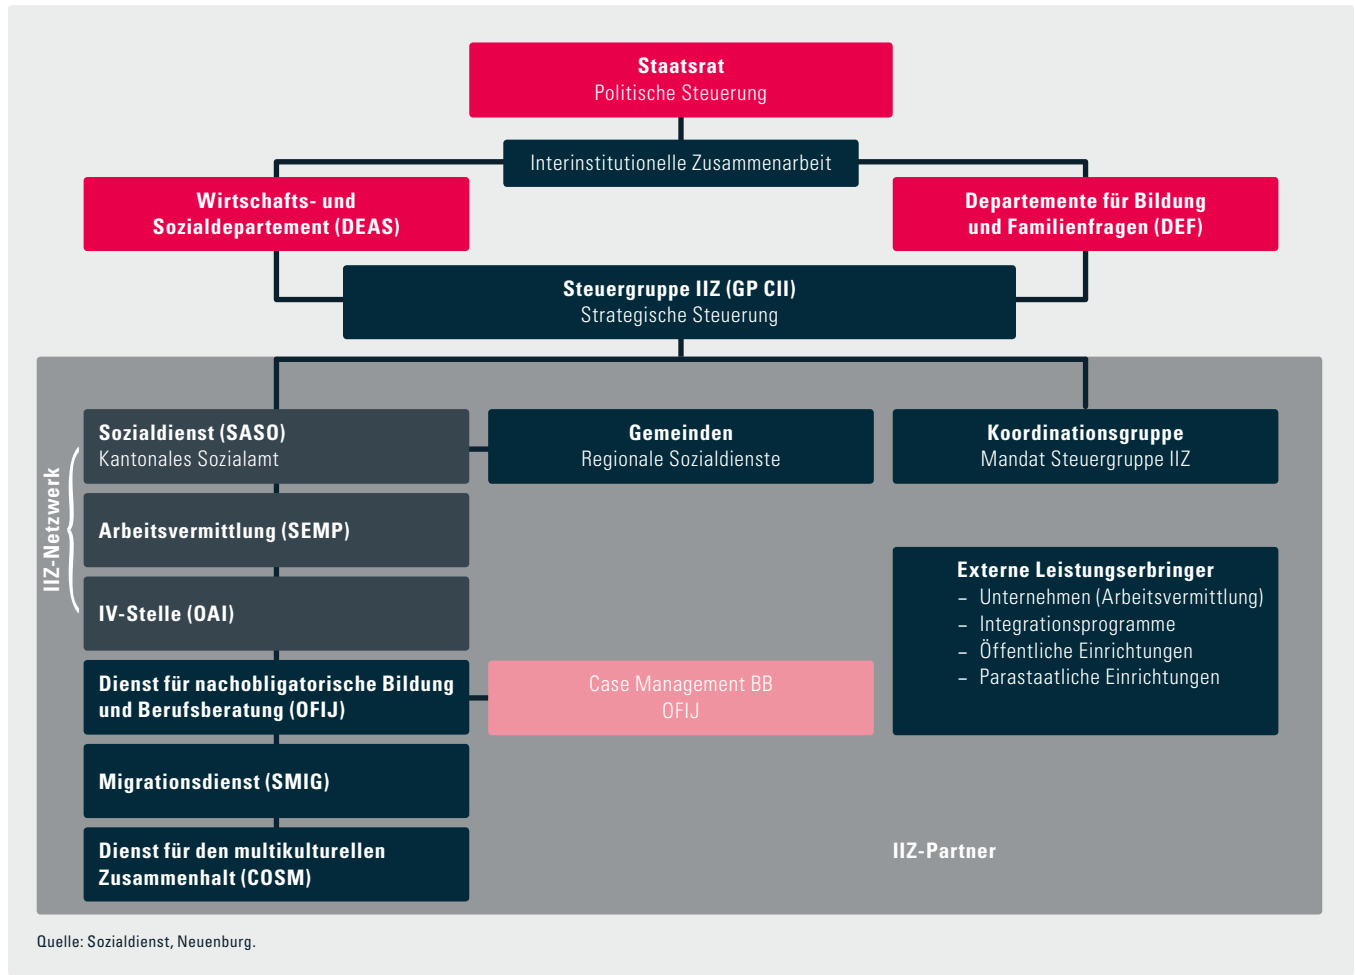 Staatsrat
Politische Steuerung
Interinstitutionelle Zusammenarbeit
Wirtschafts- und
Sozialdepartement (DEAS)
Departemente für Bildung
und Familienfragen (DEF)
Steuergruppe IIZ (GP CII)
Strategische Steuerung
IIZ-Netzwerk
Sozialdienst (SASO)
Kantonales Sozialamt
Gemeinden
Regionale Sozialdienste
Koordinationsgruppe
Mandat Steuergruppe IIZ
Arbeitsvermittlung (SEMP)
IV-Stelle (OAI)
Externe Leistungserbringer
– Unternehmen (Arbeitsvermittlung)
– Integrationsprogramme
– Öffentliche Einrichtungen
– Parastaatliche Einrichtungen
Dienst für nachobligatorische Bildung
und Berufsberatung (OFIJ)
Case Management BB
OFIJ
Migrationsdienst (SMIG)
Dienst für den multikulturellen
Zusammenhalt (COSM)
IIZ-Partner
Quelle: Sozialdienst, Neuenburg.